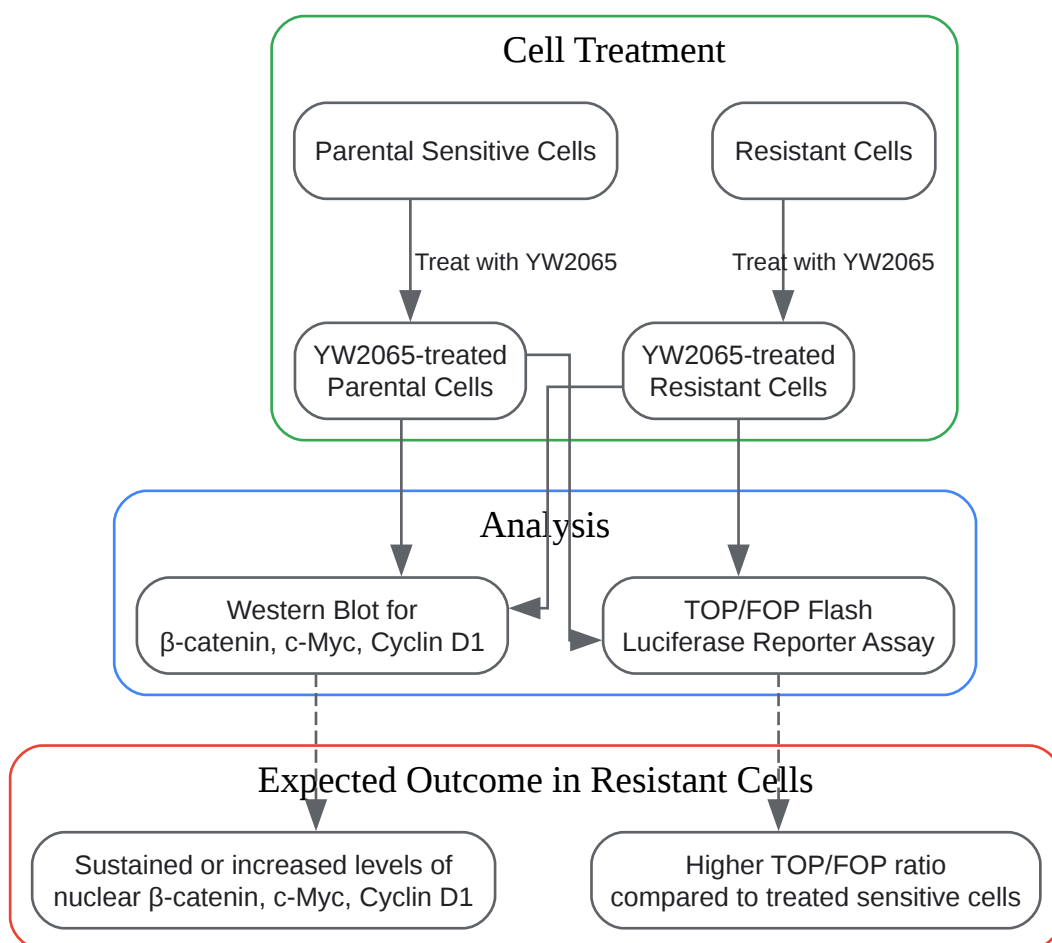 Cell Treatment
Parental Sensitive Cells
Resistant Cells
Treat with YW2065
Treat with YW2065
YW2065-treated
Parental Cells
YW2065-treated
Resistant Cells
Analysis
Western Blot for
β-catenin, c-Myc, Cyclin D1
TOP/FOP Flash
Luciferase Reporter Assay
Expected Outcome in Resistant Cells
Sustained or increased levels of
nuclear β-catenin, c-Myc, Cyclin D1
Higher TOP/FOP ratio
compared to treated sensitive cells